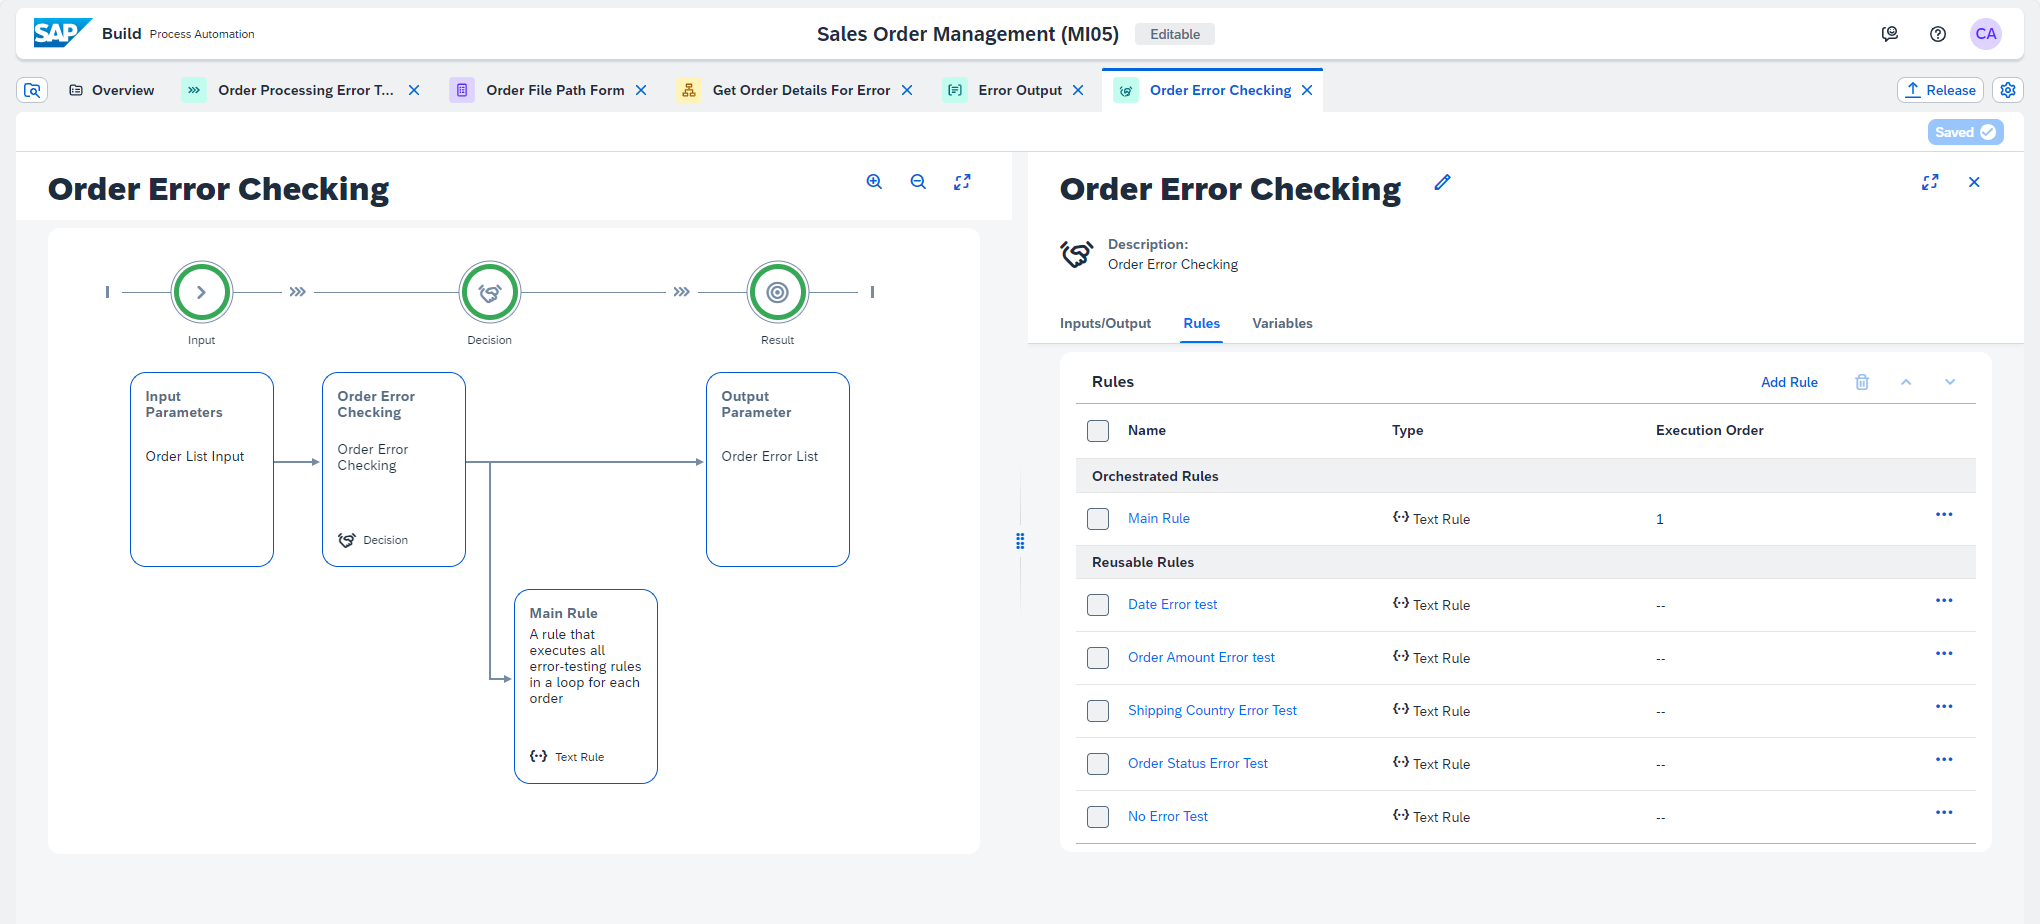 SAP Build Process Automation
Sales Order Management (MI05) Editable
CA
Overview Order Processing Error T... Order File Path Form Get Order Details For Error Error Output Order Error Checking Release
Saved
Order Error Checking
Input
Decision
Result
Input
Parameters
Order List Input
Order Error
Checking
Order Error
Checking
Decision
Output
Parameter
Order Error List
Main Rule
A rule that
executes all
error-testing rules
in a loop for each
order
Text Rule
Order Error Checking
Description:
Order Error Checking
Inputs/Output Rules Variables
Rules Add Rule
Name Type Execution Order
Orchestrated Rules
Main Rule Text Rule 1
Reusable Rules
Date Error test Text Rule --
Order Amount Error test Text Rule --
Shipping Country Error Test Text Rule --
Order Status Error Test Text Rule --
No Error Test Text Rule --